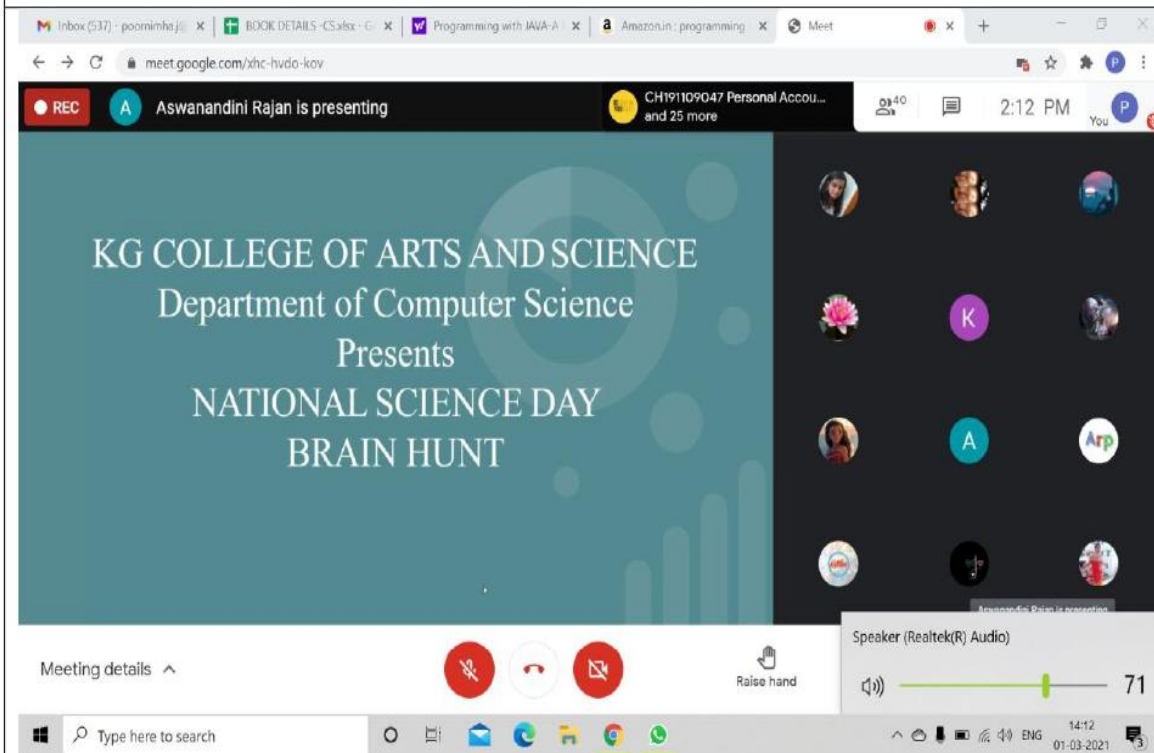 Inbox (537) - poornimha.j@
BOOK DETAILS -CS.xlsx - G
Programming with JAVA-A
a Amazon.in : programming
Meet
meet.google.com/xhc-hvdo-kov
P
REC
A
Aswanandini Rajan is presenting
CH191109047 Personal Accou...
and 25 more
40
2:12 PM
You
P
KG COLLEGE OF ARTS AND SCIENCE
Department of Computer Science
Presents
NATIONAL SCIENCE DAY
BRAIN HUNT
K
A
Arp
Aswanandini Rajan is presenting
Meeting details
Raise hand
Speaker (Realtek(R) Audio)
71
Type here to search
ENG
14:12
01-03-2021
3